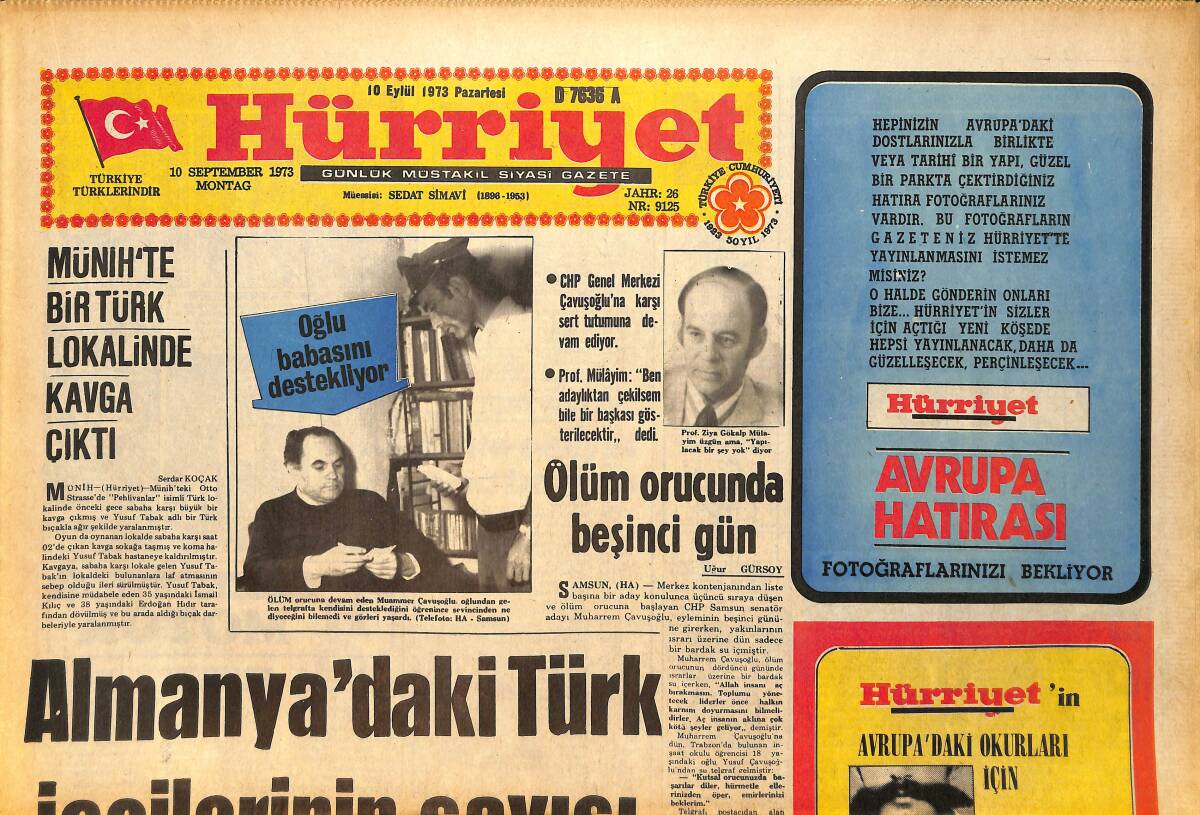 10 Eylül 1973 Pazartesi
D 7636 A
Hürriyet
TÜRKİYE
TÜRKLERİNDİR
10 SEPTEMBER 1973
MONTAG
GÜNLÜK MÜSTAKİL SİYASİ GAZETE
Müessisi: SEDAT SİMAVİ (1896-1953)
JAHR: 26
NR: 9125
TÜRKİYE CUMHURİYETİ
1923 50 YIL 1973
MÜNİH'TE
BİR TÜRK
LOKALİNDE
KAVGA
ÇIKTI
Serdar KOÇAK
MÜNİH—(Hürriyet)—Münih'teki Otto
Strasse'de "Pehlivanlar" isimli Türk lo-
kalinde önceki gece sabaha karşı büyük bir
kavga çıkmış ve Yusuf Tabak adlı bir Türk
bıçakla ağır şekilde yaralanmıştır.
Oyun da oynanan lokalde sabaha karşı saat
02'de çıkan kavga sokağa taşmış ve koma ha-
lindeki Yusuf Tabak hastaneye kaldırılmıştır.
Kavgaya, sabaha karşı lokale gelen Yusuf Ta-
bak'ın lokaldeki bulunanlara laf atmasının
sebep olduğu ileri sürülmüştür. Yusuf Tabak,
kendisine müdahele eden 35 yaşındaki İsmail
Kılıç ve 38 yaşındaki Erdoğan Hıdır tara-
fından dövülmüş ve bu arada aldığı bıçak dar-
beleriyle yaralanmıştır.
Oğlu
babasını
destekliyor
ÖLÜM orucuna devam eden Muammer Çavuşoğlu, oğlundan ge-
len telgrafta kendisini desteklediğini öğrenince sevincinden ne
diyeceğini bilemedi ve görleri yaşardı. (Telefoto: HA - Samsun)
● CHP Genel Merkezi
Çavuşoğlu'na karşı
sert tutumuna de-
vam ediyor.
● Prof. Mülâyim: "Ben
adaylıktan çekilsem
bile bir başkası gös-
terilecektir,, dedi.
Prof. Ziya Gökalp Müla-
yim üzgün ama, "Yapı-
lacak bir şey yok" diyor
Ölüm orucunda
beşinci gün
Uğur GÜRSOY
SAMSUN, (HA) — Merkez kontenjanından liste
başına bir aday konulunca üçüncü sıraya düşen
ve ölüm orucuna başlayan CHP Samsun senatör
adayı Muharrem Çavuşoğlu, eyleminin beşinci günü-
ne girerken, yakınlarının
ısrarı üzerine dün sadece
bir bardak su içmiştir.
Muharrem Çavuşoğlu, ölüm
orucunun dördüncü gününde
ısrarlar üzerine bir bardak
su içerken, "Allah insanı aç
bırakmasın. Toplumu yöne-
tecek liderler önce halkın
karnını doyurmasını bilmeli-
dirler. Aç insanın aklına çok
kötü şeyler geliyor,, demiştir.
Muharrem Çavuşoğlu'na
dün, Trabzon'da bulunan in-
şaat okulu öğrencisi 18 ya-
şındaki oğlu Yusuf Çavuşoğ-
lu'ndan şu telgraf gelmiştir:
— "Kutsal orucunuzda ba-
şarılar diler, hürmetle elle-
rinizden öper, emirlerinizi
beklerim."
Telgrafı postacıdan alan
Almanya'daki Türk
işçilerinin sayısı
HEPİNİZİN AVRUPA'DAKİ
DOSTLARINIZLA BİRLİKTE
VEYA TARİHİ BİR YAPI, GÜZEL
BİR PARKTA ÇEKTİRDİĞİNİZ
HATIRA FOTOĞRAFLARINIZ
VARDIR. BU FOTOĞRAFLARIN
GAZETENİZ HÜRRİYET'TE
YAYINLANMASINI İSTEMEZ
MİSİNİZ?
O HALDE GÖNDERİN ONLARI
BİZE... HÜRRİYET'İN SİZLER
İÇİN AÇTIĞI YENİ KÖŞEDE
HEPSİ YAYINLANACAK, DAHA DA
GÜZELLEŞECEK, PERÇİNLEŞECEK...
Hürriyet
AVRUPA
HATIRASI
FOTOĞRAFLARINIZI BEKLİYOR
Hürriyet'in
AVRUPA'DAKİ OKURLARI
İÇİN